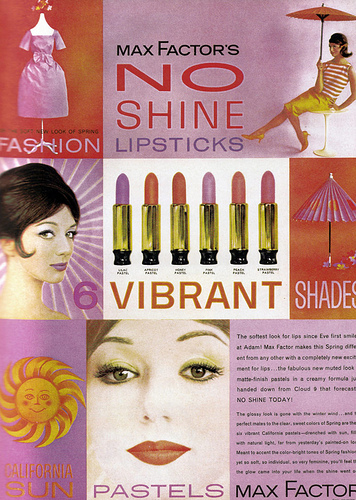 MAX FACTOR'S
NO
SHINE
LIPSTICKS
NEW LOOK OF SPRING
FASHION
LILAC PASTEL
APRICOT PASTEL
HONEY PASTEL
PINK PASTEL
PEACH PASTEL
STRAWBERRY PASTEL
6 VIBRANT SHADES
The softest look for lips since Eve first smile
at Adam! Max Factor makes this Spring diffe
ent from any other with a completely new excit
ment for lips...the fabulous new muted look
matte-finish pastels in a creamy formula ju
handed down from Cloud 9 that forecast
NO SHINE TODAY!
The glossy look is gone with the winter wind...and
perfect mates to the clear, sweet colors of Spring are the
six vibrant California pastels—drenched with sun, fill
with natural light, far from yesterday's painted-on loo
Meant to accent the color-bright tones of Spring fashion
yet so soft, so individual, so very feminine, you'll feel th
the glow came into your life when the shine went o
CALIFORNIA
SUN PASTELS MAX FACTOR